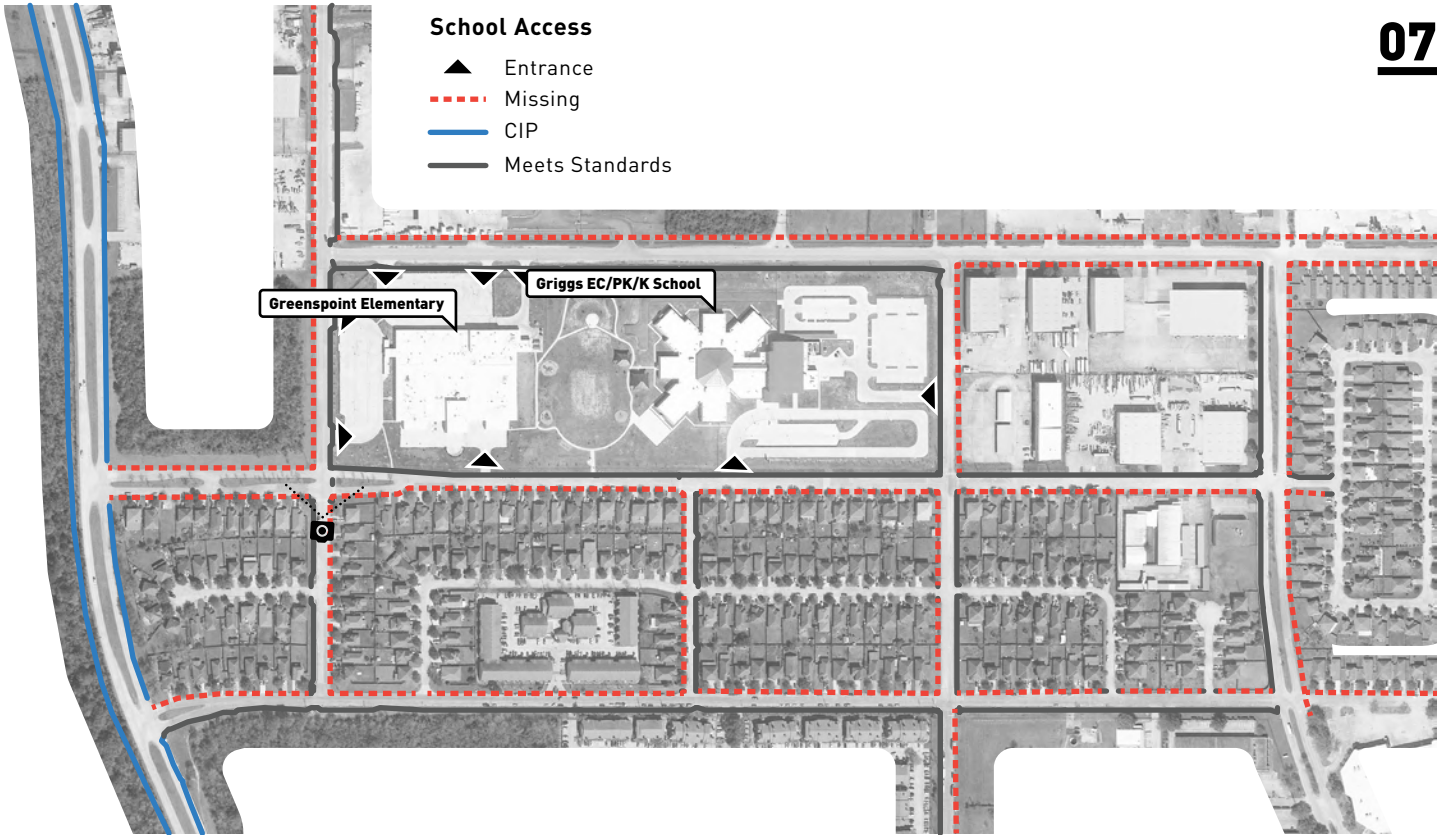 School Access
07
Entrance
Missing
CIP
Meets Standards
Griggs EC/PK/K School
Greenspoint Elementary